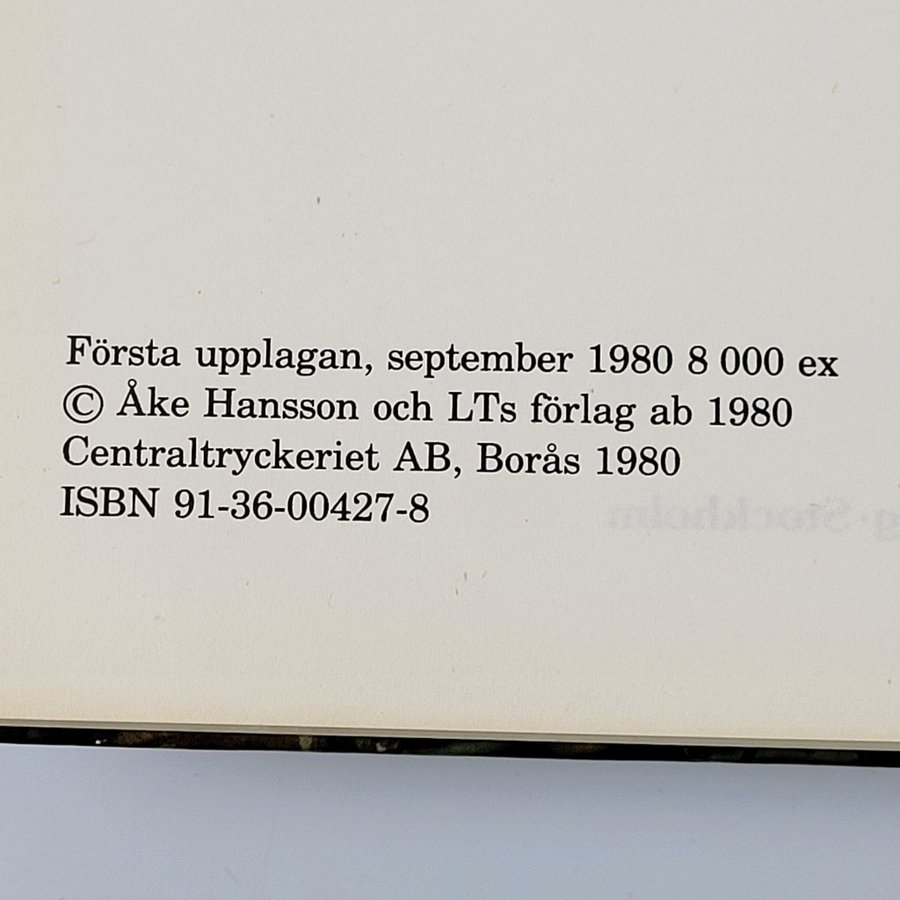 Första upplagan, september 1980 8 000 ex
© Åke Hansson och LTs förlag ab 1980
Centraltryckeriet AB, Borås 1980
ISBN 91-36-00427-8
Stockholm